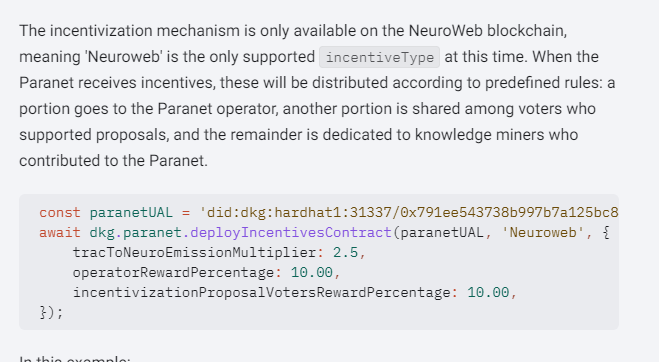 The incentivization mechanism is only available on the NeuroWeb blockchain,
meaning 'Neuroweb' is the only supported incentiveType at this time. When the
Paranet receives incentives, these will be distributed according to predefined rules: a
portion goes to the Paranet operator, another portion is shared among voters who
supported proposals, and the remainder is dedicated to knowledge miners who
contributed to the Paranet.
const paranetUAL = 'did:dkg:hardhat1:31337/0x791ee543738b997b7a125bc8
await dkg.paranet.deployIncentivesContract(paranetUAL, 'Neuroweb', {
tracToNeuroEmissionMultiplier: 2.5,
operatorRewardPercentage: 10.00,
incentivizationProposalVotersRewardPercentage: 10.00,
});
In this example: